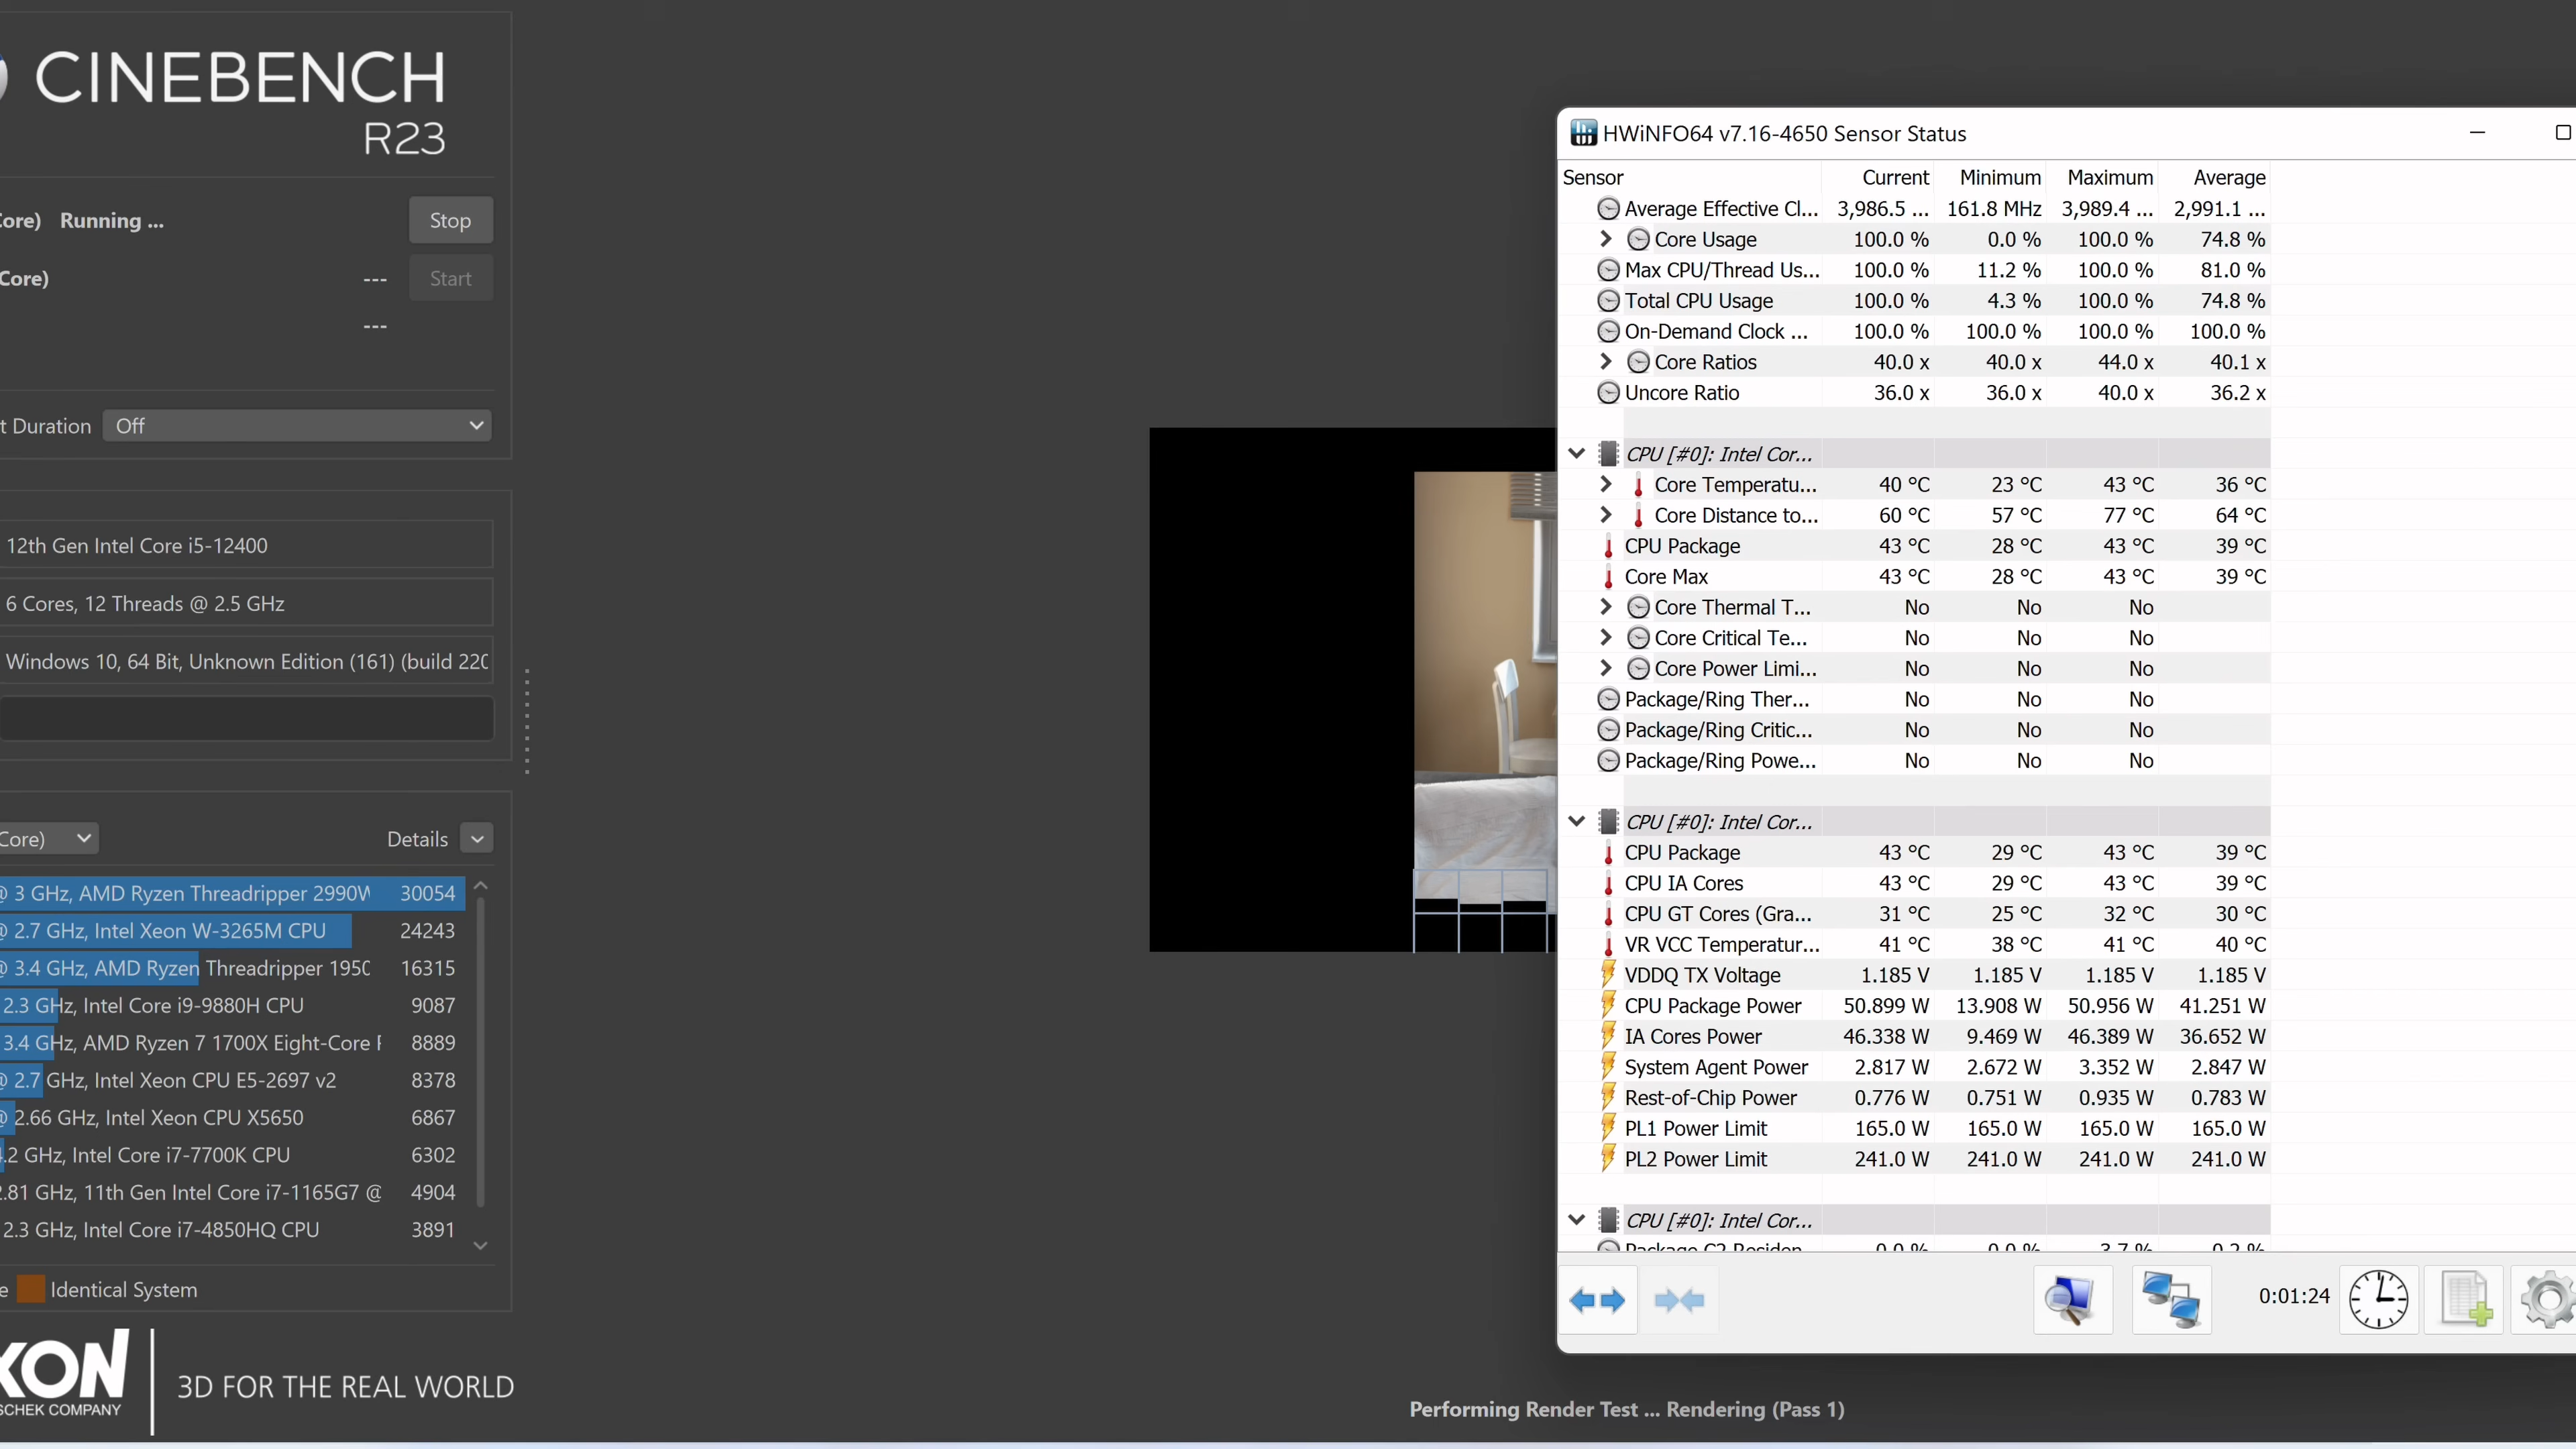 CINEBENCH
R23
Core) Running ... Stop
Core) --- Start
---
t Duration Off
12th Gen Intel Core i5-12400
6 Cores, 12 Threads @ 2.5 GHz
Windows 10, 64 Bit, Unknown Edition (161) (build 220
Core) Details
@ 3 GHz, AMD Ryzen Threadripper 2990W 30054
@ 2.7 GHz, Intel Xeon W-3265M CPU 24243
@ 3.4 GHz, AMD Ryzen Threadripper 1950 16315
2.3 GHz, Intel Core i9-9880H CPU 9087
3.4 GHz, AMD Ryzen 7 1700X Eight-Core 8889
@ 2.7 GHz, Intel Xeon CPU E5-2697 v2 8378
@ 2.66 GHz, Intel Xeon CPU X5650 6867
4.2 GHz, Intel Core i7-7700K CPU 6302
2.81 GHz, 11th Gen Intel Core i7-1165G7 @ 4904
2.3 GHz, Intel Core i7-4850HQ CPU 3891
e Identical System
XON
SCHEK COMPANY
3D FOR THE REAL WORLD
HWiNFO64 v7.16-4650 Sensor Status
Sensor Current Minimum Maximum Average
Average Effective Cl... 3,986.5 ... 161.8 MHz 3,989.4 ... 2,991.1 ...
Core Usage 100.0 % 0.0 % 100.0 % 74.8 %
Max CPU/Thread Us... 100.0 % 11.2 % 100.0 % 81.0 %
Total CPU Usage 100.0 % 4.3 % 100.0 % 74.8 %
On-Demand Clock ... 100.0 % 100.0 % 100.0 % 100.0 %
Core Ratios 40.0 x 40.0 x 44.0 x 40.1 x
Uncore Ratio 36.0 x 36.0 x 40.0 x 36.2 x
CPU [#0]: Intel Cor...
Core Temperatu... 40 °C 23 °C 43 °C 36 °C
Core Distance to... 60 °C 57 °C 77 °C 64 °C
CPU Package 43 °C 28 °C 43 °C 39 °C
Core Max 43 °C 28 °C 43 °C 39 °C
Core Thermal T... No No No
Core Critical Te... No No No
Core Power Limi... No No No
Package/Ring Ther... No No No
Package/Ring Critic... No No No
Package/Ring Powe... No No No
CPU [#0]: Intel Cor...
CPU Package 43 °C 29 °C 43 °C 39 °C
CPU IA Cores 43 °C 29 °C 43 °C 39 °C
CPU GT Cores (Gra... 31 °C 25 °C 32 °C 30 °C
VR VCC Temperatur... 41 °C 38 °C 41 °C 40 °C
VDDQ TX Voltage 1.185 V 1.185 V 1.185 V 1.185 V
CPU Package Power 50.899 W 13.908 W 50.956 W 41.251 W
IA Cores Power 46.338 W 9.469 W 46.389 W 36.652 W
System Agent Power 2.817 W 2.672 W 3.352 W 2.847 W
Rest-of-Chip Power 0.776 W 0.751 W 0.935 W 0.783 W
PL1 Power Limit 165.0 W 165.0 W 165.0 W 165.0 W
PL2 Power Limit 241.0 W 241.0 W 241.0 W 241.0 W
CPU [#0]: Intel Cor...
Package C2 Residen 0.0 % 0.0 % 3.7 % 0.2 %
0:01:24
Performing Render Test ... Rendering (Pass 1)